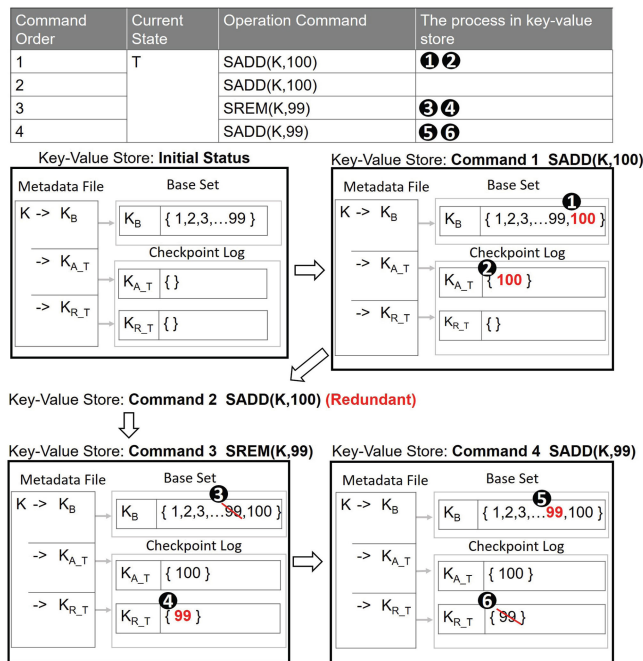 Command Order | Current State | Operation Command | The process in key-value store
1 | T | SADD(K,100) | ❶❷
2 | SADD(K,100)
3 | SREM(K,99) | ❸❹
4 | SADD(K,99) | ❺❻
Key-Value Store: Initial Status
Metadata File Base Set
K -> K_B
K_B { 1,2,3,...99 }
Checkpoint Log
-> K_A_T
K_A_T { }
-> K_R_T
K_R_T { }
Key-Value Store: Command 1 SADD(K,100)
Metadata File Base Set
❶
K -> K_B
K_B { 1,2,3,...99,100 }
Checkpoint Log
-> K_A_T
❷
K_A_T { 100 }
-> K_R_T
K_R_T { }
Key-Value Store: Command 2 SADD(K,100) (Redundant)
Key-Value Store: Command 3 SREM(K,99)
Metadata File Base Set
❸
K -> K_B
K_B { 1,2,3,...99,100 }
Checkpoint Log
-> K_A_T
K_A_T { 100 }
❹
-> K_R_T
K_R_T { 99 }
Key-Value Store: Command 4 SADD(K,99)
Metadata File Base Set
❺
K -> K_B
K_B { 1,2,3,...99,100 }
Checkpoint Log
-> K_A_T
K_A_T { 100 }
❻
-> K_R_T
K_R_T { 99 }